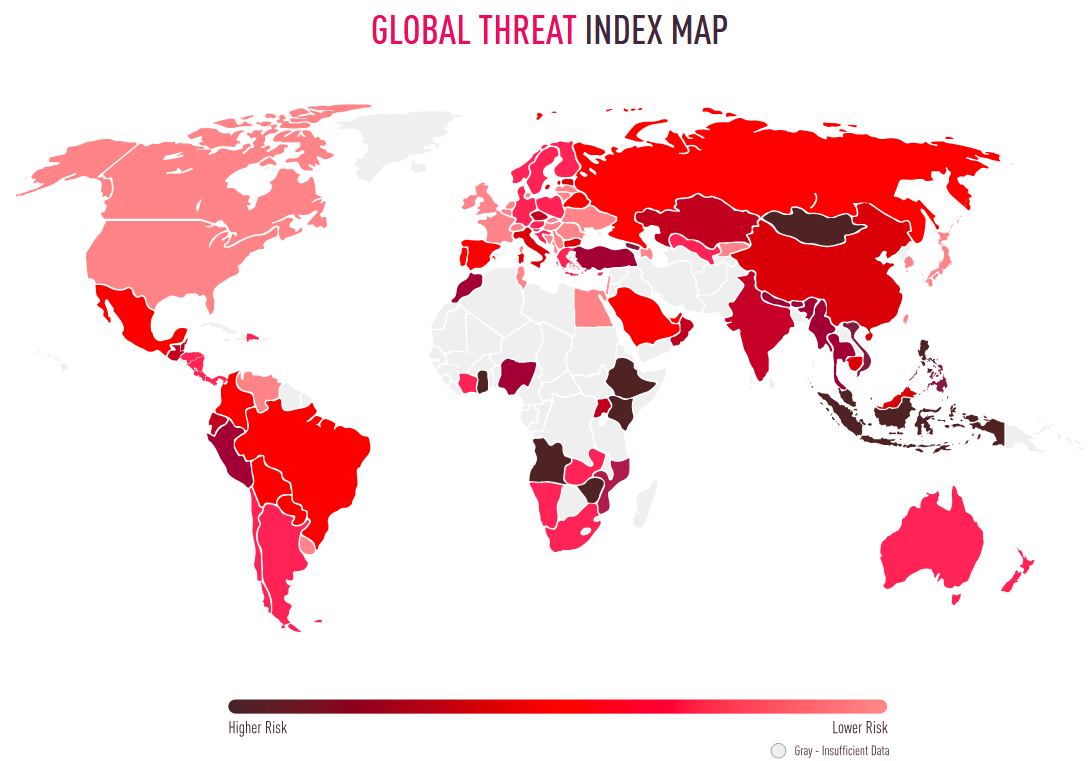 GLOBAL THREAT INDEX MAP
Higher Risk
Lower Risk
Gray - Insufficient Data